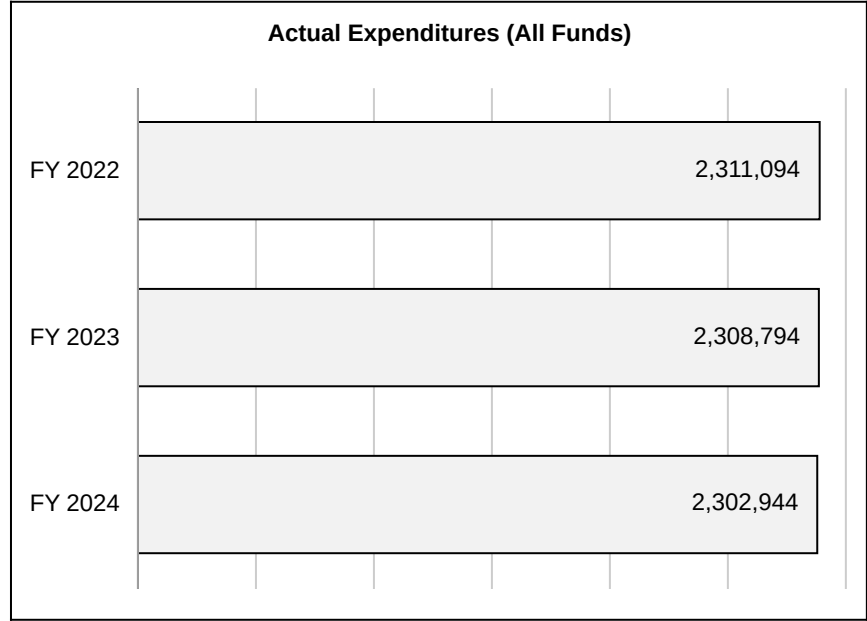 Actual Expenditures (All Funds)
FY 2022 2,311,094
FY 2023 2,308,794
FY 2024 2,302,944